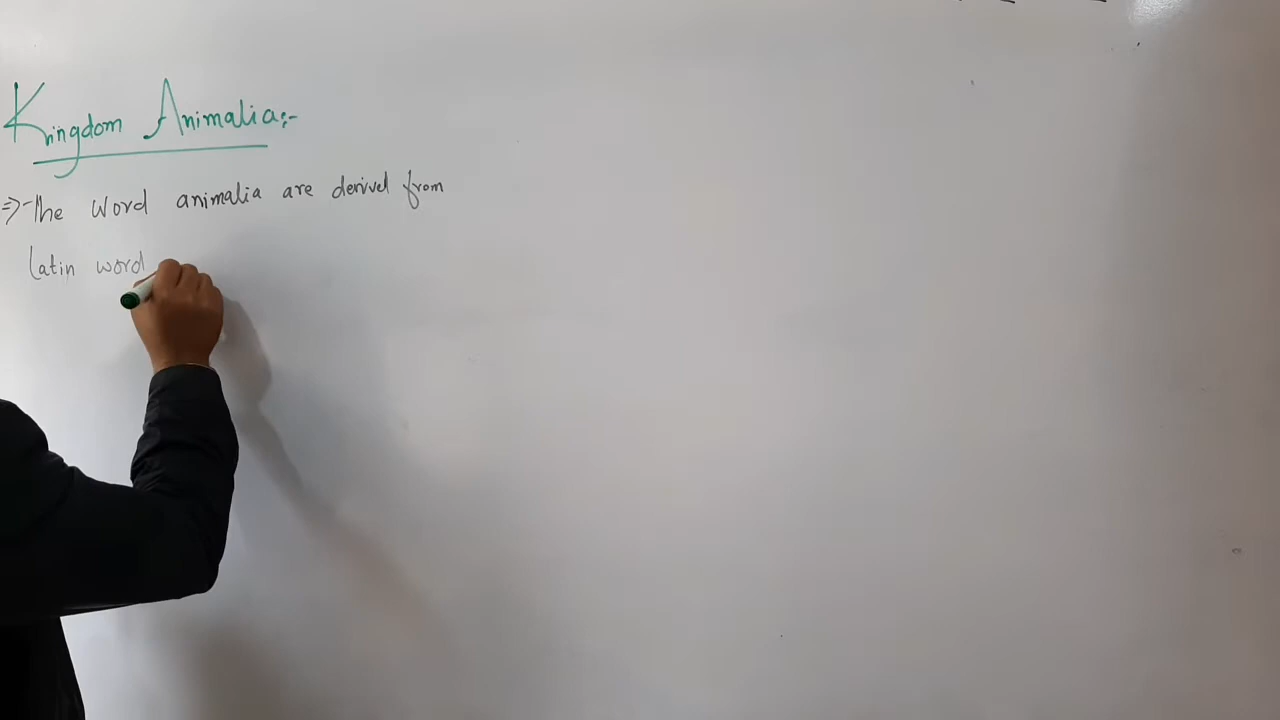 Kingdom Animalia:-
⇒ The word animalia are derived from
Latin word